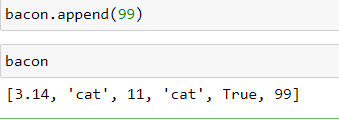 bacon.append(99)
bacon
[3.14, 'cat', 11, 'cat', True, 99]